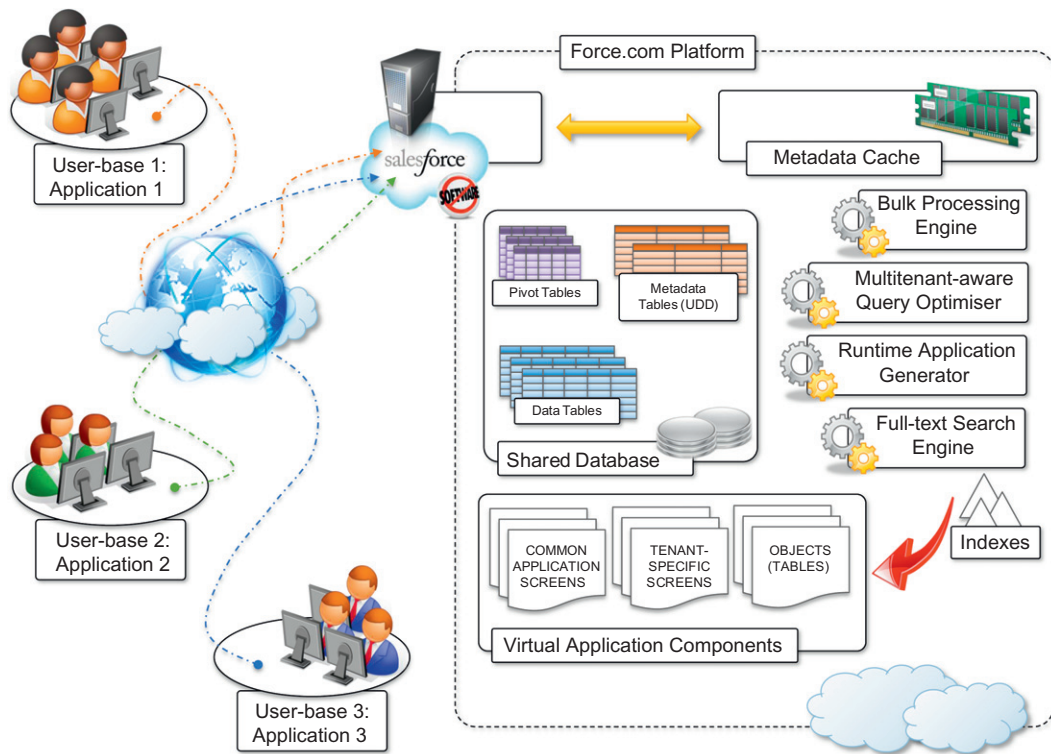 Force.com Platform
User-base 1:
Application 1
salesforce
SOFTWARE
Metadata Cache
Bulk Processing
Engine
Pivot Tables
Metadata
Tables (UDD)
Multitenant-aware
Query Optimiser
Runtime Application
Generator
Data Tables
Full-text Search
Engine
Shared Database
User-base 2:
Application 2
Indexes
COMMON
APPLICATION
SCREENS
TENANT-
SPECIFIC
SCREENS
OBJECTS
(TABLES)
Virtual Application Components
User-base 3:
Application 3